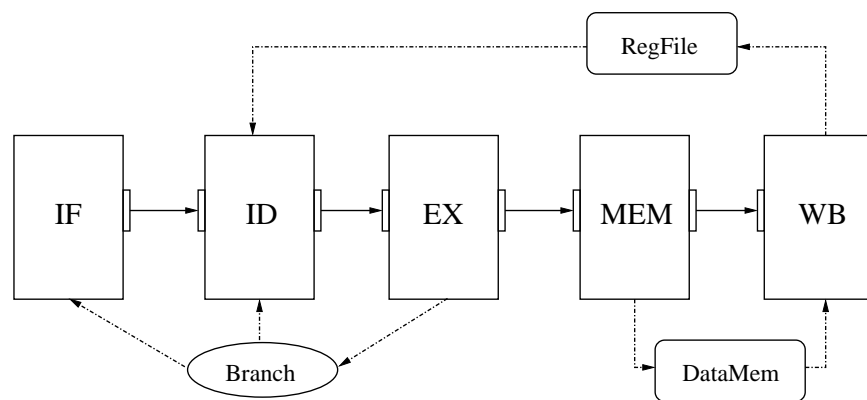 RegFile
IF
ID
EX
MEM
WB
Branch
DataMem